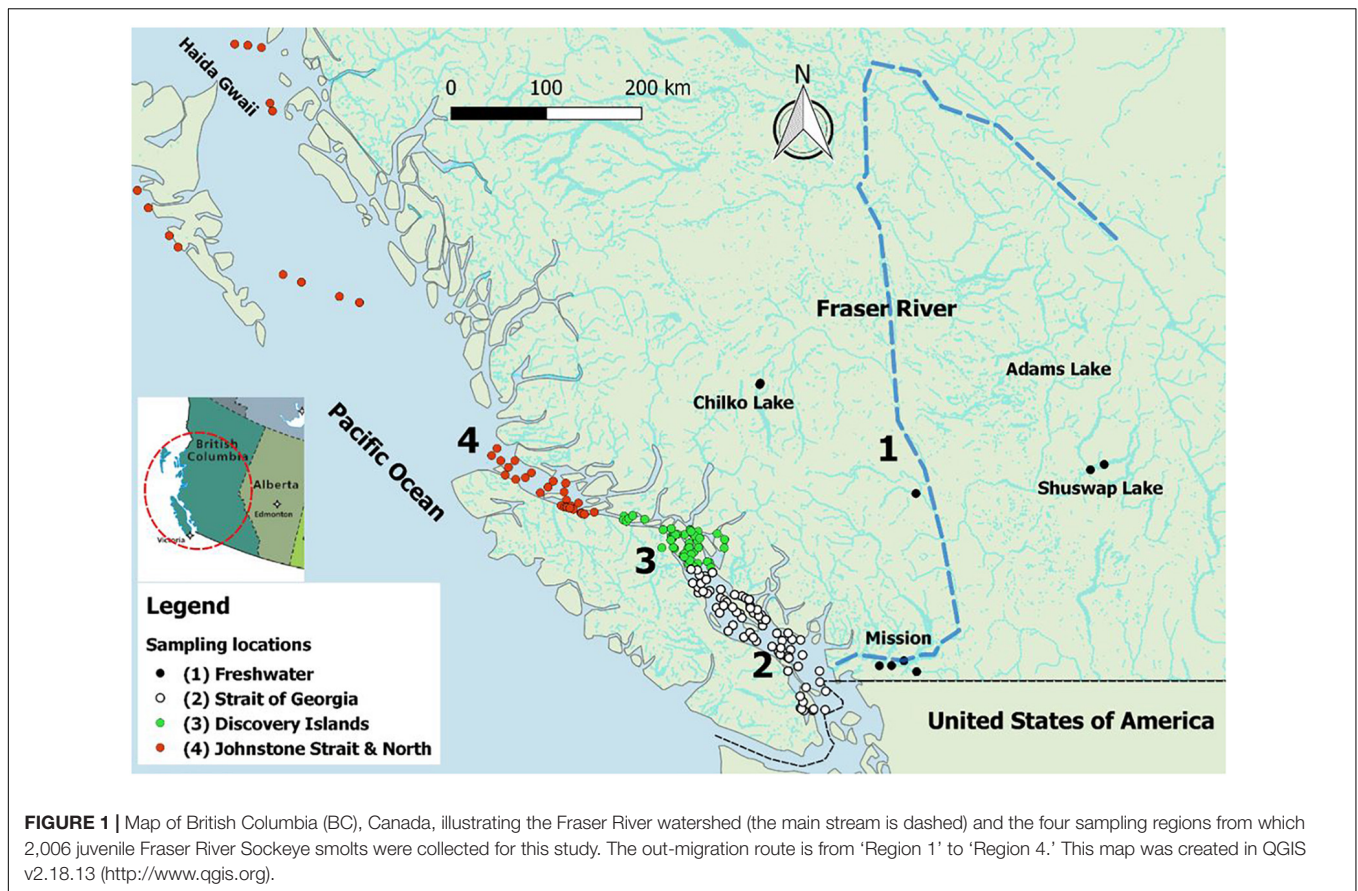 Haida Gwaii
0 100 200 km
N
Fraser River
Adams Lake
Chilko Lake
1
Shuswap Lake
Pacific Ocean
4
3
2
Mission
United States of America
British
Columbia
Alberta
Edmonton
Victoria
Legend
Sampling locations
(1) Freshwater
(2) Strait of Georgia
(3) Discovery Islands
(4) Johnstone Strait & North
FIGURE 1 | Map of British Columbia (BC), Canada, illustrating the Fraser River watershed (the main stream is dashed) and the four sampling regions from which
2,006 juvenile Fraser River Sockeye smolts were collected for this study. The out-migration route is from ‘Region 1’ to ‘Region 4.’ This map was created in QGIS
v2.18.13 (http://www.qgis.org).